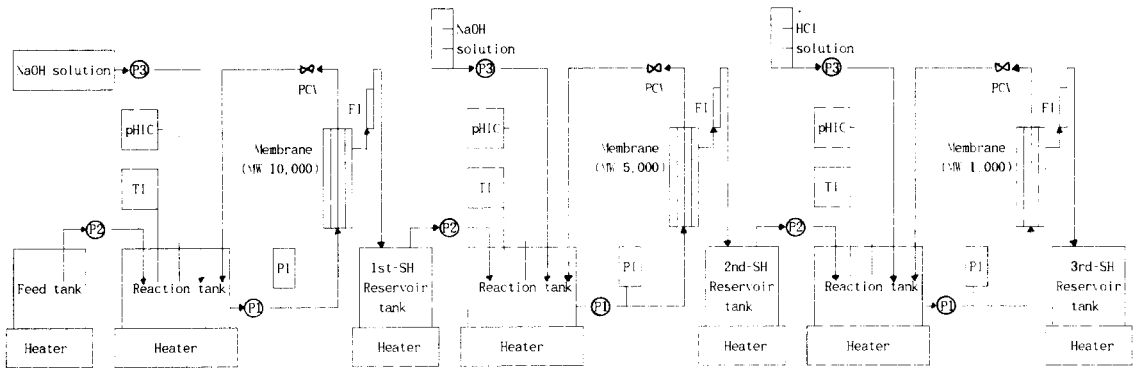 NaOH solution
P3
pHIC
TI
P2
Feed tank
Heater
Reaction tank
Heater
PI
P1
PCV
Membrane
(MW 10,000)
FI
1st-SH
Reservoir
tank
Heater
P2
NaOH
solution
P3
pHIC
TI
Reaction tank
Heater
PI
P1
PCV
Membrane
(MW 5,000)
FI
2nd-SH
Reservoir
tank
Heater
P2
HCl
solution
P3
pHIC
TI
Reaction tank
Heater
PI
P1
PCV
Membrane
(MW 1,000)
FI
3rd-SH
Reservoir
tank
Heater